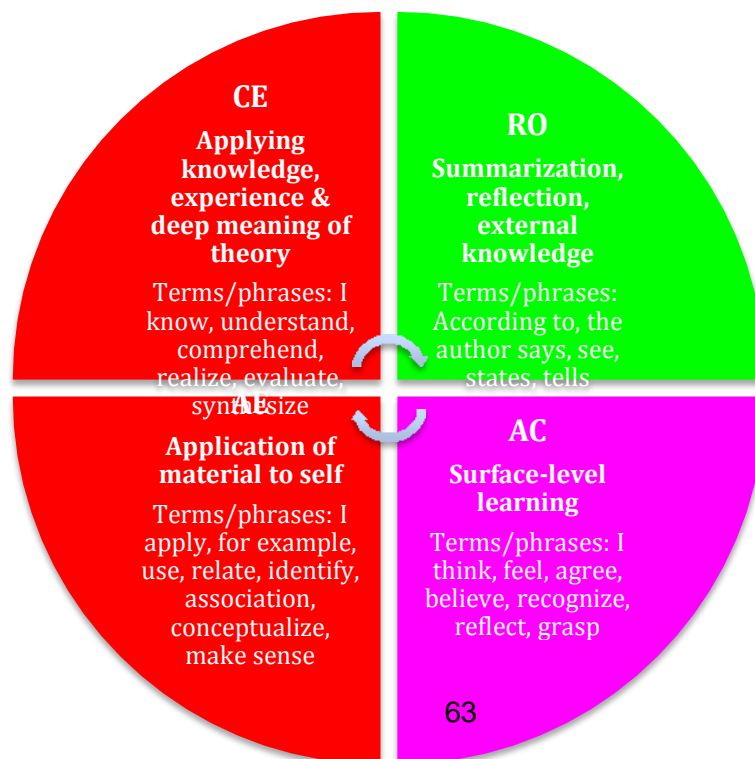 CE
Applying
knowledge,
experience &
deep meaning of
theory
Terms/phrases: I
know, understand,
comprehend,
realize, evaluate,
synthesize
RO
Summarization,
reflection,
external
knowledge
Terms/phrases:
According to, the
author says, see,
states, tells
AE
Application of
material to self
Terms/phrases: I
apply, for example,
use, relate, identify,
association,
conceptualize,
make sense
AC
Surface-level
learning
Terms/phrases: I
think, feel, agree,
believe, recognize,
reflect, grasp
63